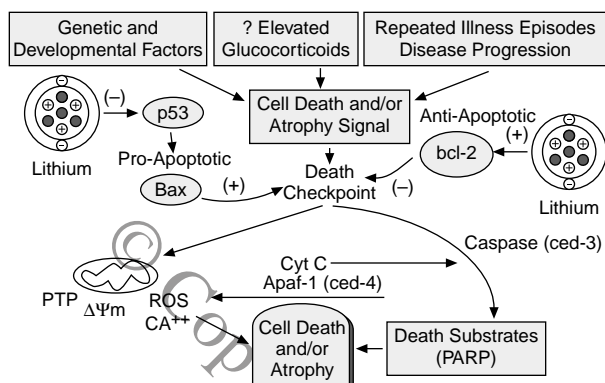 Genetic and
Developmental Factors
? Elevated
Glucocorticoids
Repeated Illness Episodes
Disease Progression
(–)
p53
Lithium
Cell Death and/or
Atrophy Signal
Anti-Apoptotic
(+)
bcl-2
Lithium
Pro-Apoptotic
Bax
(+)
Death
Checkpoint
(–)
Caspase (ced-3)
Cyt C
Apaf-1 (ced-4)
PTP
ΔΨm
ROS
CA++
Cell Death
and/or
Atrophy
Death Substrates
(PARP)
© Cop